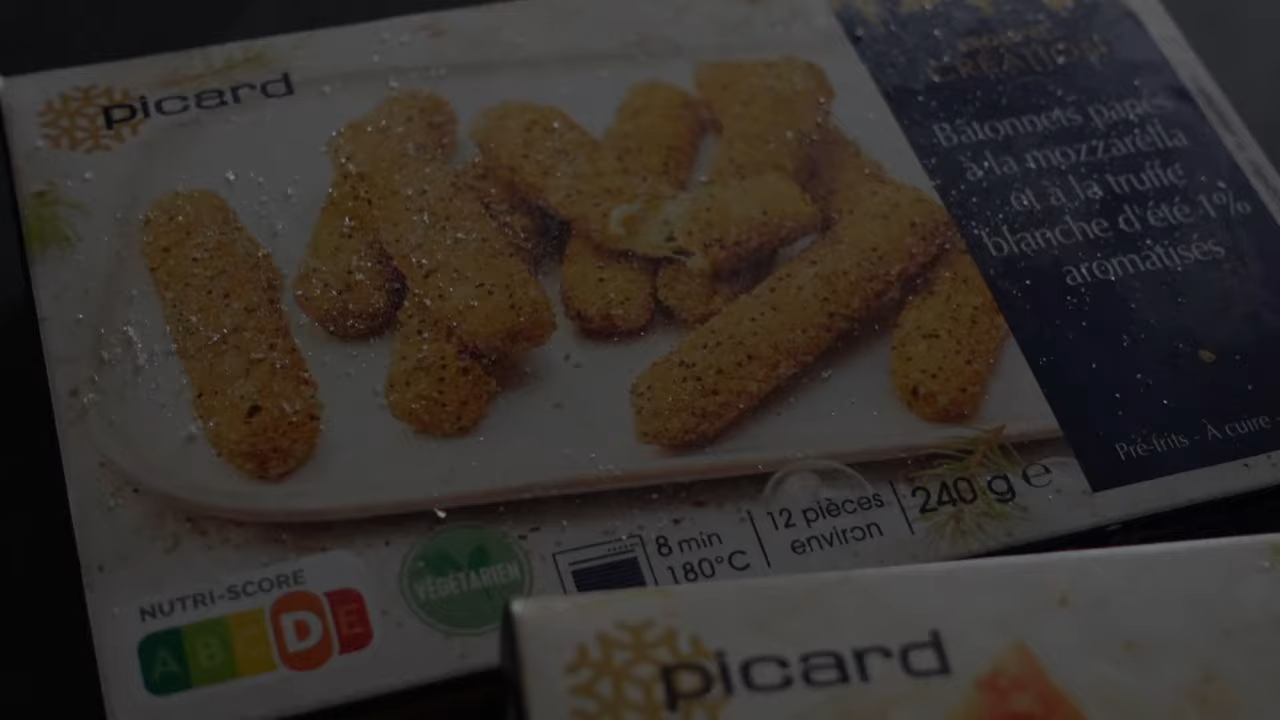 picard
CRÉATION
Bâtonnets panés
à la mozzarella
et à la truffe
blanche d'été 1%
aromatisés
Pré-frits - À cuire
240 g e
12 pièces
environ
8 min
180°C
VÉGÉTARIEN
NUTRI-SCORE
A B C D E
picard